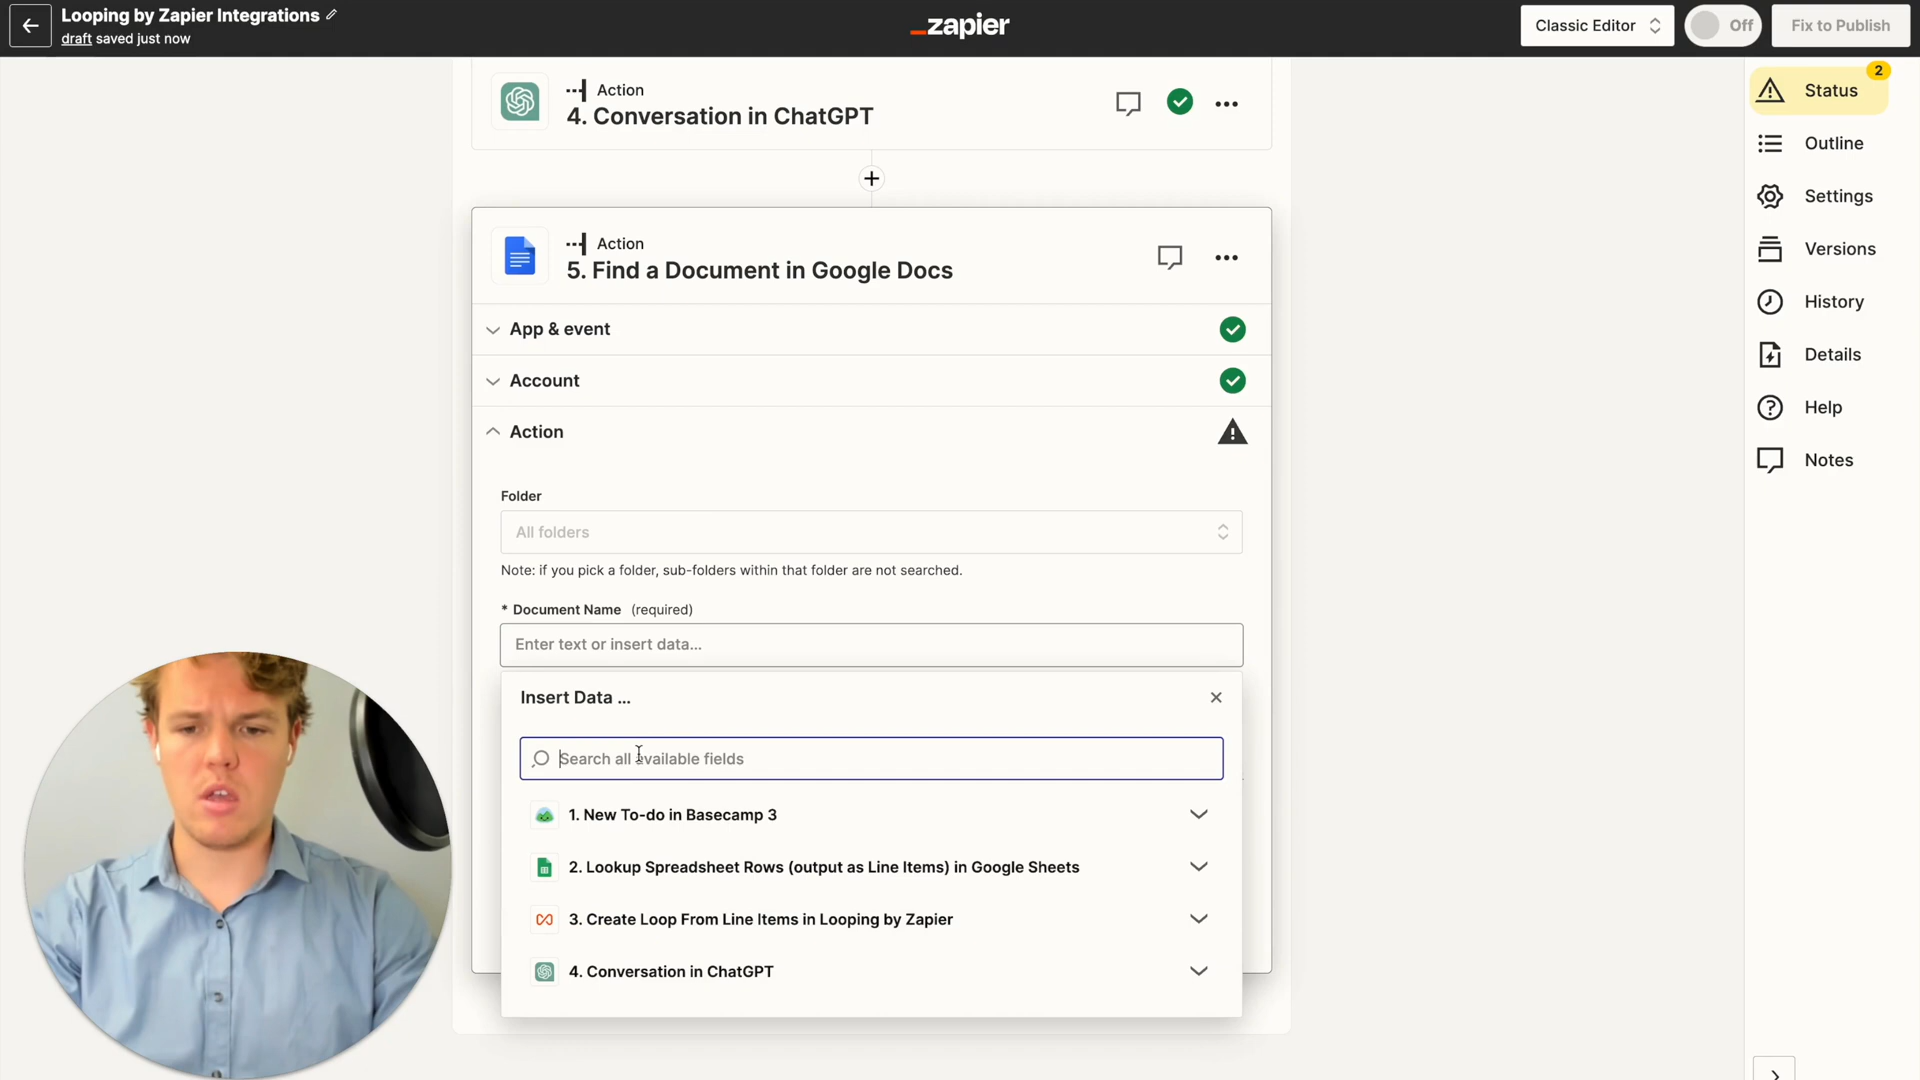 Looping by Zapier Integrations
draft saved just now
zapier
Classic Editor
Off
Fix to Publish
Action
4. Conversation in ChatGPT
2
Status
Outline
Settings
Versions
History
Details
Help
Notes
Action
5. Find a Document in Google Docs
App & event
Account
Action
Folder
All folders
Note: if you pick a folder, sub-folders within that folder are not searched.
* Document Name (required)
Enter text or insert data...
Insert Data ...
Search all available fields
1. New To-do in Basecamp 3
2. Lookup Spreadsheet Rows (output as Line Items) in Google Sheets
3. Create Loop From Line Items in Looping by Zapier
4. Conversation in ChatGPT